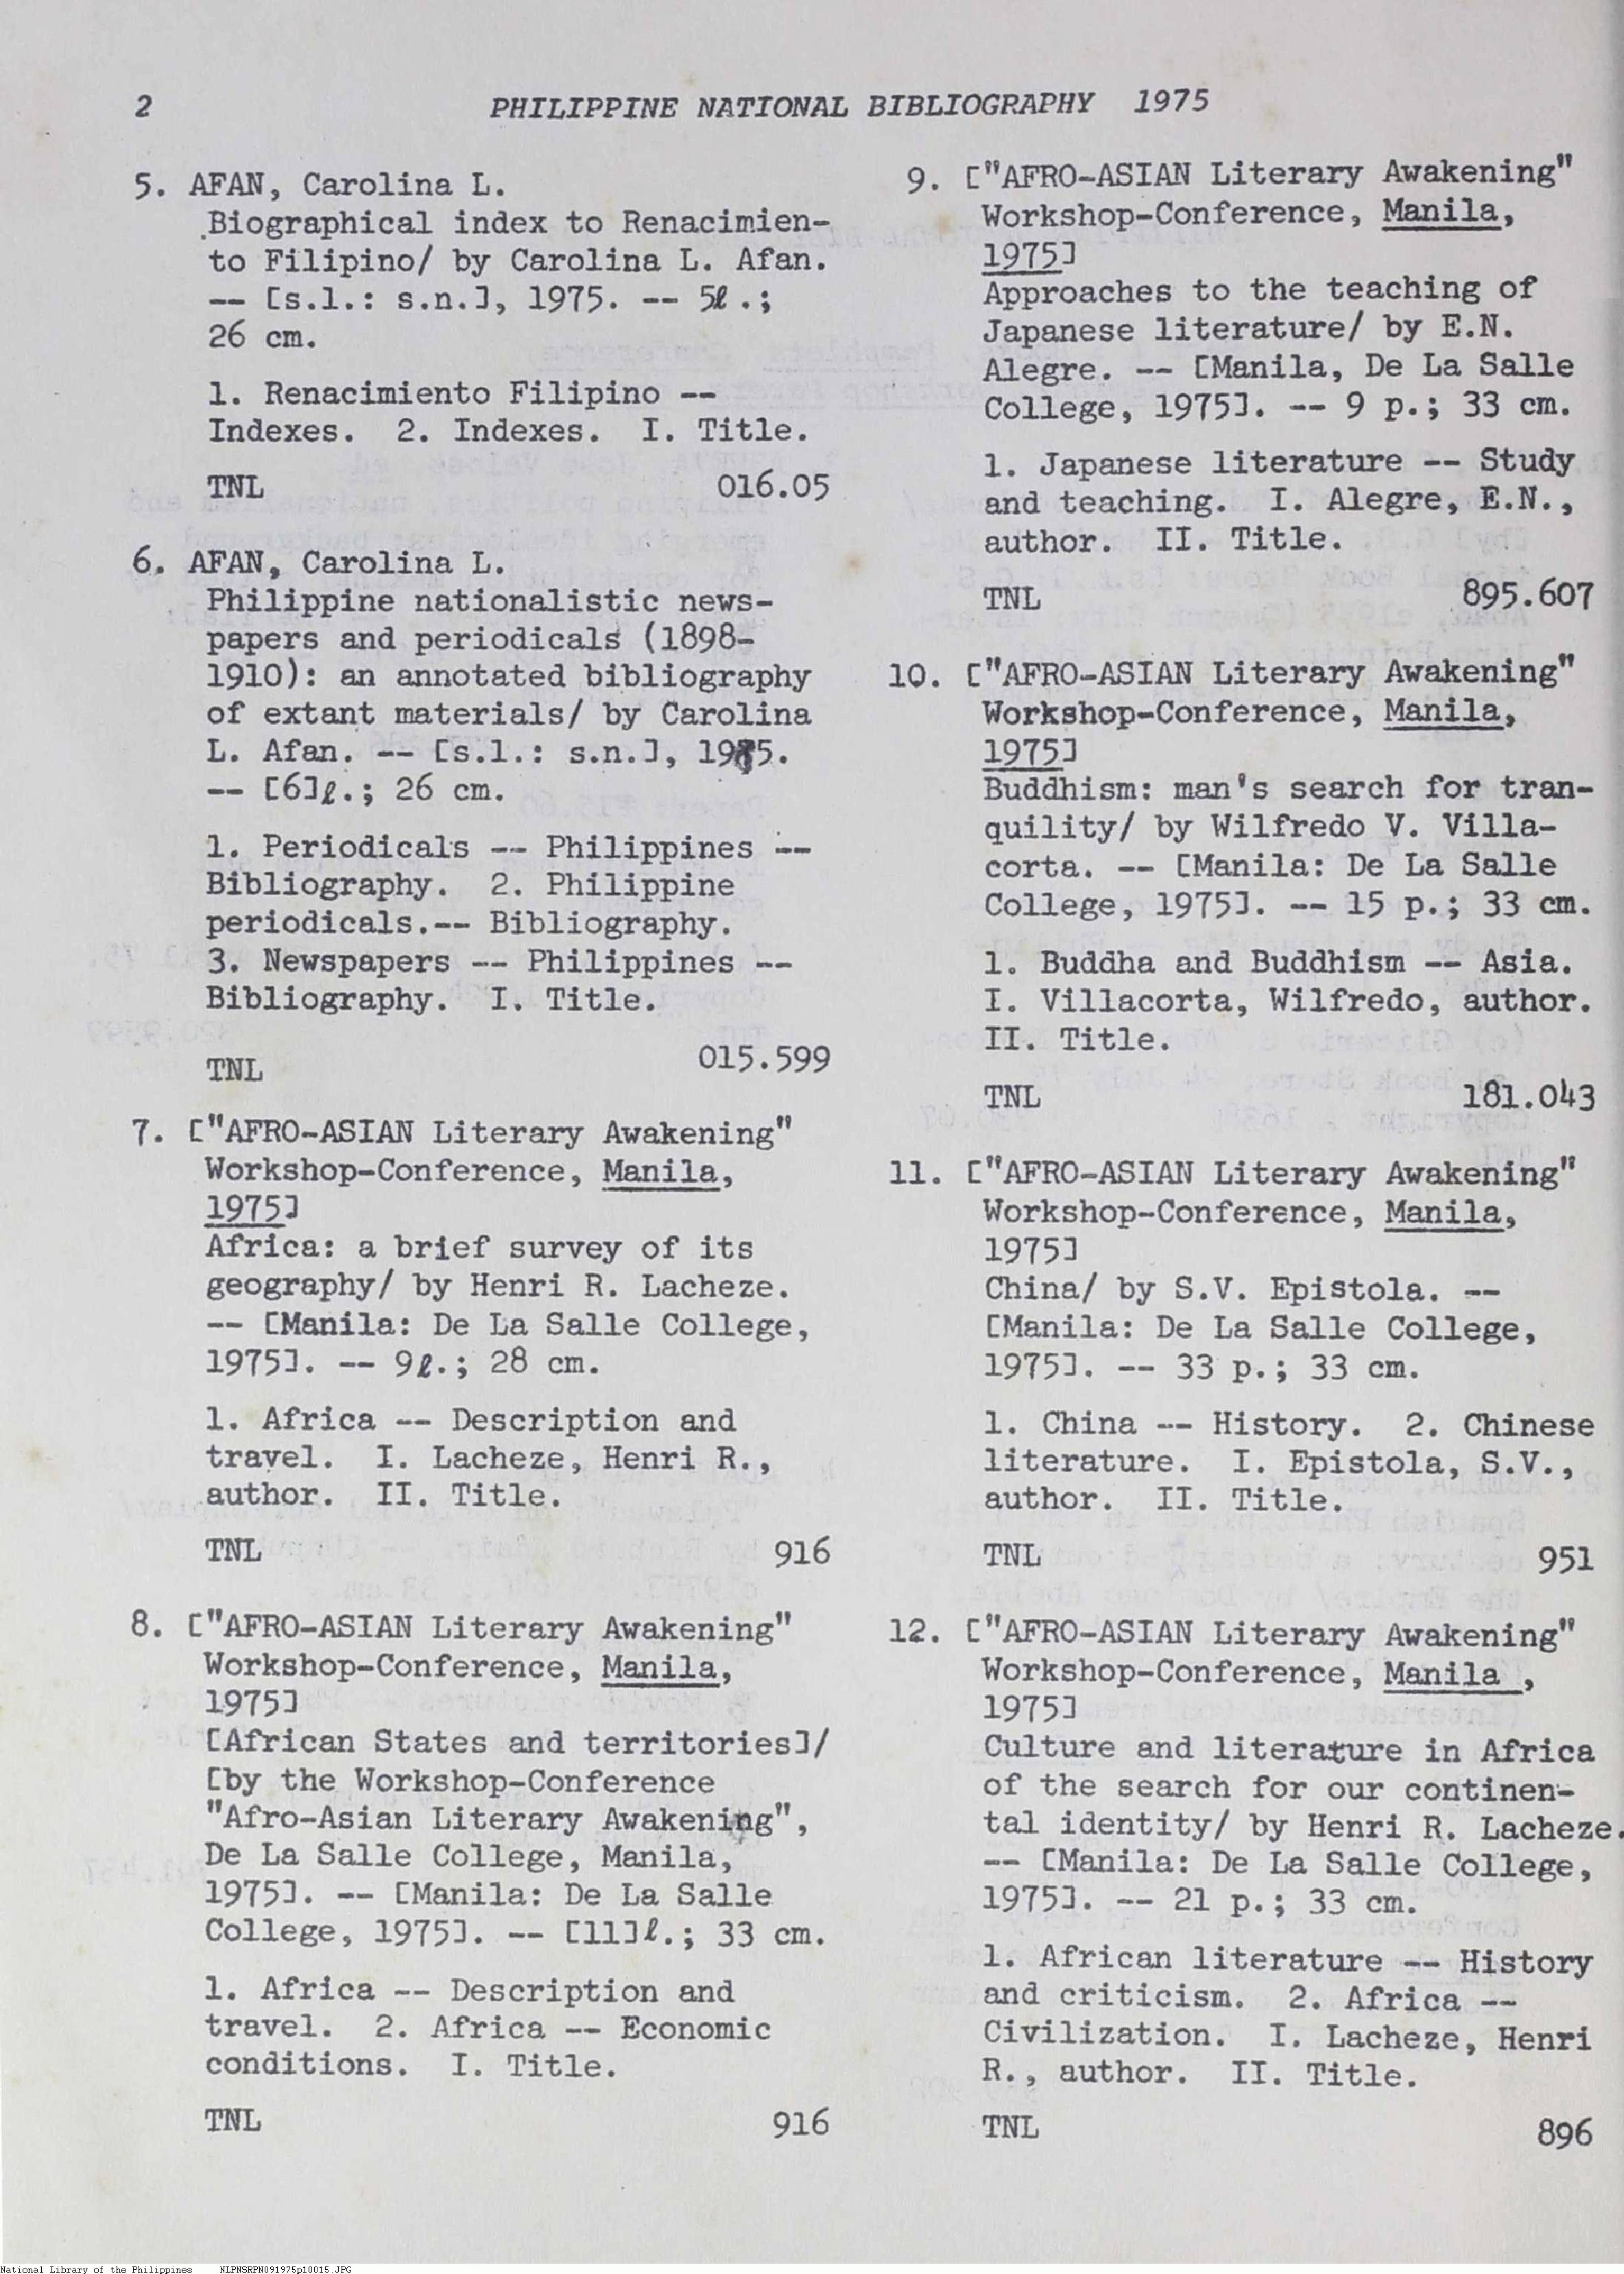 2 PHILIPPINE NATIONAL BIBLIOGRAPHY 1975
5. AFAN, Carolina L.
Biographical index to Renacimien-
to Filipino/ by Carolina L. Afan.
-- [s.l.: s.n.], 1975. -- 5ℓ.;
26 cm.
1. Renacimiento Filipino --
Indexes. 2. Indexes. I. Title.
TNL 016.05
6. AFAN, Carolina L.
Philippine nationalistic news-
papers and periodicals (1898-
1910): an annotated bibliography
of extant materials/ by Carolina
L. Afan. -- [s.l.: s.n.], 1975.
-- [6]ℓ.; 26 cm.
1. Periodicals -- Philippines --
Bibliography. 2. Philippine
periodicals.-- Bibliography.
3. Newspapers -- Philippines --
Bibliography. I. Title.
TNL 015.599
7. ["AFRO-ASIAN Literary Awakening"
Workshop-Conference, Manila,
1975]
Africa: a brief survey of its
geography/ by Henri R. Lacheze.
-- [Manila: De La Salle College,
1975]. -- 9ℓ.; 28 cm.
1. Africa -- Description and
travel. I. Lacheze, Henri R.,
author. II. Title.
TNL 916
8. ["AFRO-ASIAN Literary Awakening"
Workshop-Conference, Manila,
1975]
[African States and territories]/
[by the Workshop-Conference
"Afro-Asian Literary Awakening",
De La Salle College, Manila,
1975]. -- [Manila: De La Salle
College, 1975]. -- [11]ℓ.; 33 cm.
1. Africa -- Description and
travel. 2. Africa -- Economic
conditions. I. Title.
TNL 916
9. ["AFRO-ASIAN Literary Awakening"
Workshop-Conference, Manila,
1975]
Approaches to the teaching of
Japanese literature/ by E.N.
Alegre. -- [Manila, De La Salle
College, 1975]. -- 9 p.; 33 cm.
1. Japanese literature -- Study
and teaching. I. Alegre, E.N.,
author. II. Title.
TNL 895.607
10. ["AFRO-ASIAN Literary Awakening"
Workshop-Conference, Manila,
1975]
Buddhism: man's search for tran-
quility/ by Wilfredo V. Villa-
corta. -- [Manila: De La Salle
College, 1975]. -- 15 p.; 33 cm.
1. Buddha and Buddhism -- Asia.
I. Villacorta, Wilfredo, author.
II. Title.
TNL 181.043
11. ["AFRO-ASIAN Literary Awakening"
Workshop-Conference, Manila,
1975]
China/ by S.V. Epistola. --
[Manila: De La Salle College,
1975]. -- 33 p.; 33 cm.
1. China -- History. 2. Chinese
literature. I. Epistola, S.V.,
author. II. Title.
TNL 951
12. ["AFRO-ASIAN Literary Awakening"
Workshop-Conference, Manila ,
1975]
Culture and literature in Africa
of the search for our continen-
tal identity/ by Henri R. Lacheze.
-- [Manila: De La Salle College,
1975]. -- 21 p.; 33 cm.
1. African literature -- History
and criticism. 2. Africa --
Civilization. I. Lacheze, Henri
R., author. II. Title.
TNL 896
National Library of the Philippines NLPNSRPN091975p10015.JPG